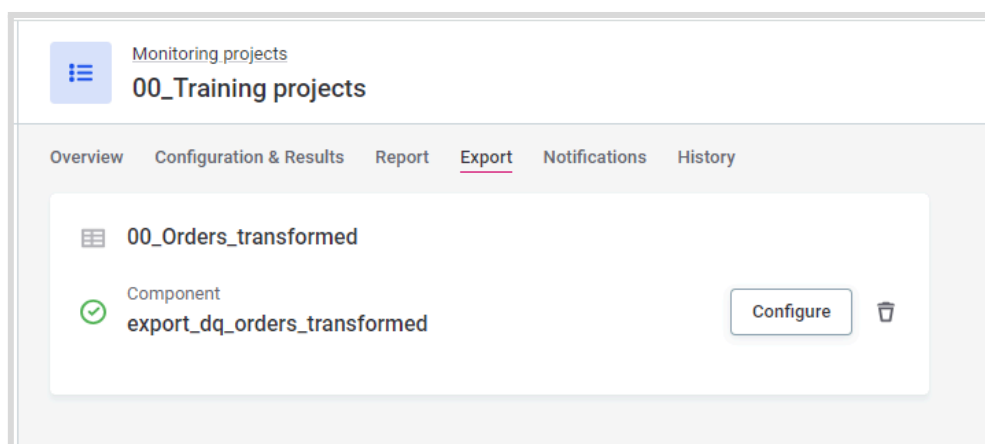 Monitoring projects
00_Training projects
Overview Configuration & Results Report Export Notifications History
00_Orders_transformed
Component
export_dq_orders_transformed
Configure